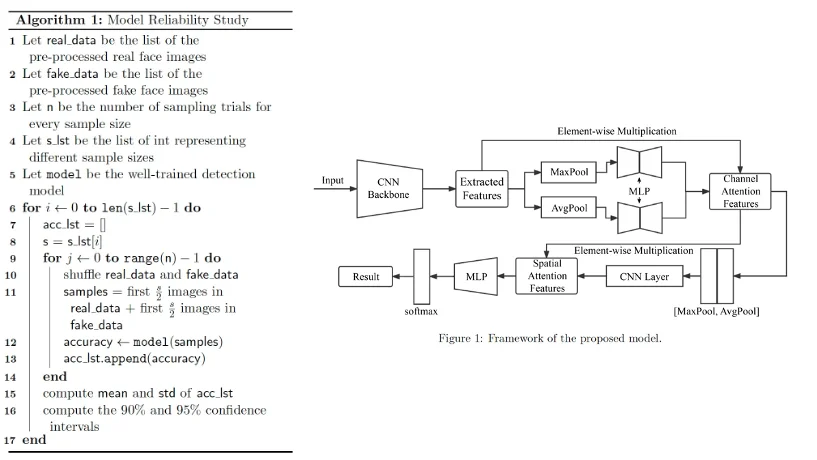 Algorithm 1: Model Reliability Study
1 Let real_data be the list of the
pre-processed real face images
2 Let fake_data be the list of the
pre-processed fake face images
3 Let n be the number of sampling trials for
every sample size
4 Let s_lst be the list of int representing
different sample sizes
5 Let model be the well-trained detection
model
6 for i ← 0 to len(s_lst) − 1 do
7 acc_lst = []
8 s = s_lst[i]
9 for j ← 0 to range(n) − 1 do
10 shuffle real_data and fake_data
11 samples = first s/2 images in
real_data + first s/2 images in
fake_data
12 accuracy ← model(samples)
13 acc_lst.append(accuracy)
14 end
15 compute mean and std of acc_lst
16 compute the 90% and 95% confidence
intervals
17 end
Element-wise Multiplication
Input
CNN
Backbone
Extracted
Features
MaxPool
AvgPool
MLP
Channel
Attention
Features
Element-wise Multiplication
Result
softmax
MLP
Spatial
Attention
Features
CNN Layer
[MaxPool, AvgPool]
Figure 1: Framework of the proposed model.